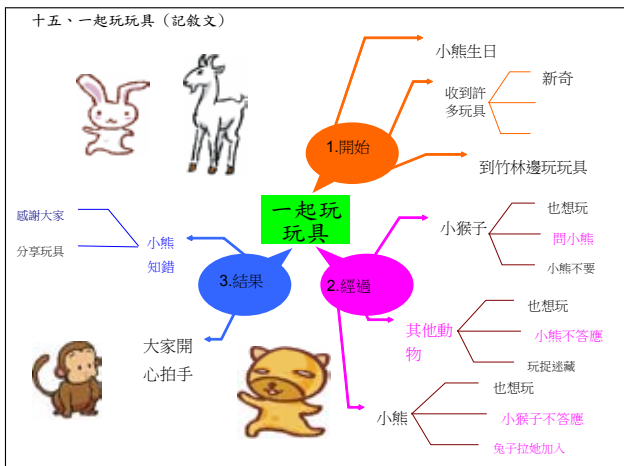 十五、一起玩玩具（記敘文）
小熊生日
收到許
多玩具
新奇
1.開始
到竹林邊玩玩具
一起玩
玩具
小猴子
也想玩
問小熊
小熊不要
2.經過
其他動
物
也想玩
小熊不答應
玩捉迷藏
小熊
也想玩
小猴子不答應
兔子拉她加入
3.結果
小熊
知錯
感謝大家
分享玩具
大家開
心拍手